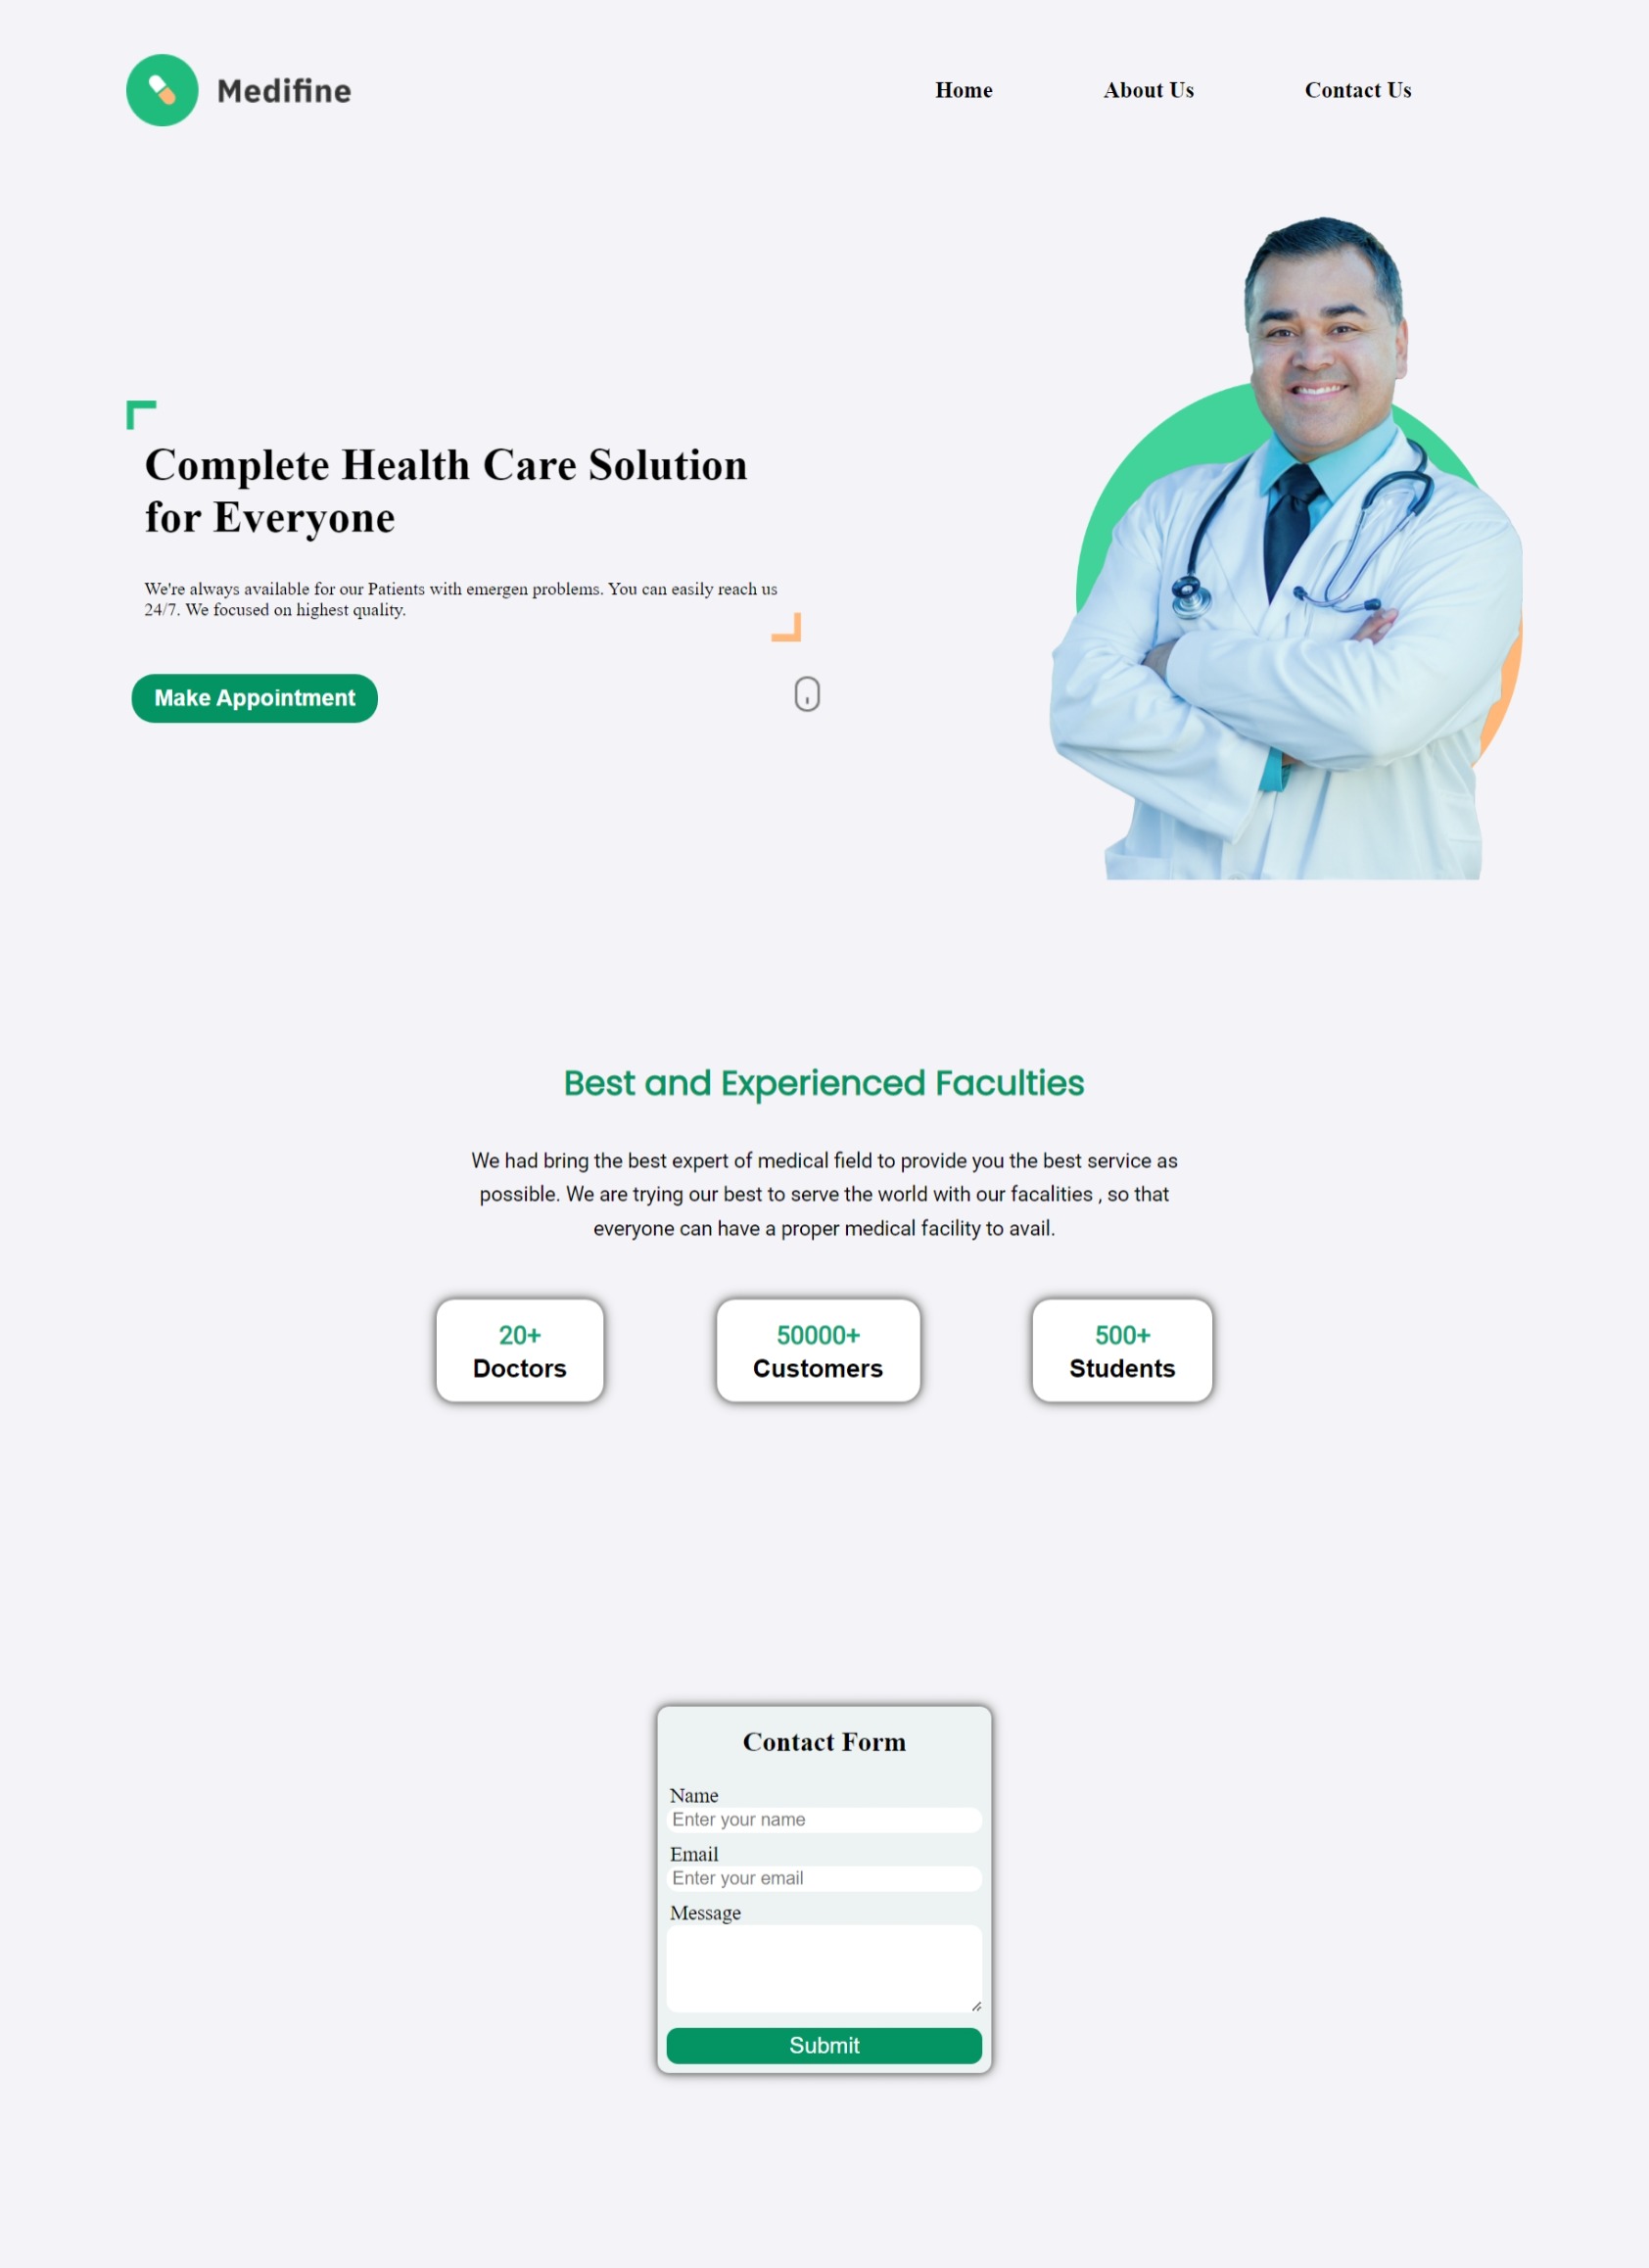 Medifine
Home
About Us
Contact Us
Complete Health Care Solution
for Everyone
We're always available for our Patients with emergen problems. You can easily reach us
24/7. We focused on highest quality.
Make Appointment
Best and Experienced Faculties
We had bring the best expert of medical field to provide you the best service as
possible. We are trying our best to serve the world with our facalities , so that
everyone can have a proper medical facility to avail.
20+
Doctors
50000+
Customers
500+
Students
Contact Form
Name
Enter your name
Email
Enter your email
Message
Submit